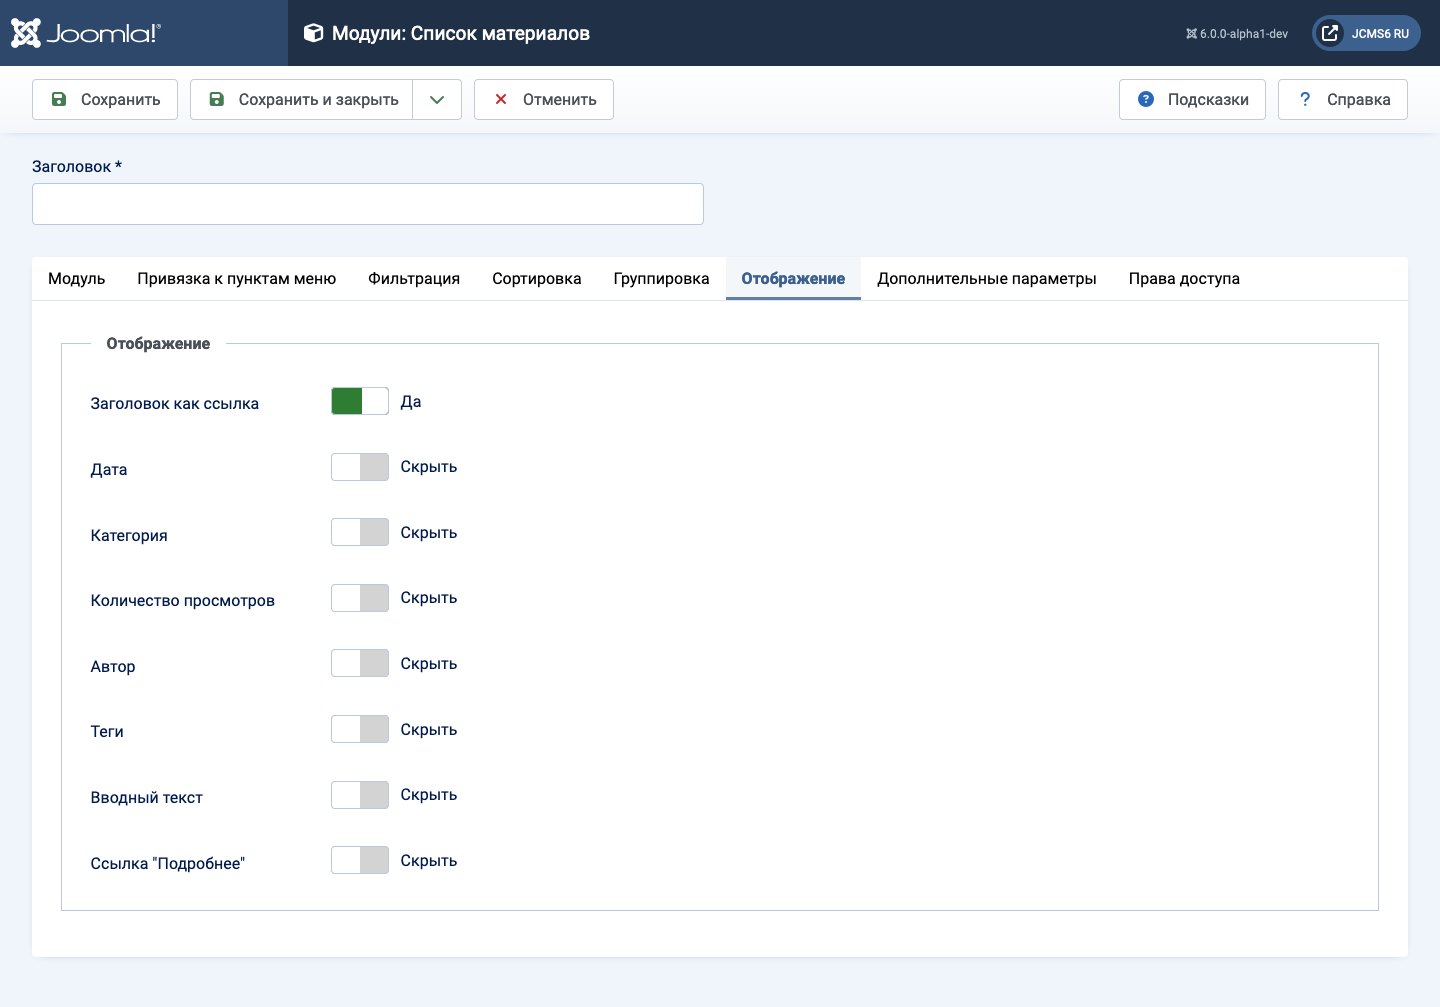 Joomla!®
Модули: Список материалов
6.0.0-alpha1-dev
JCMS6 RU
Сохранить
Сохранить и закрыть
Отменить
Подсказки
? Справка
Заголовок *
Модуль Привязка к пунктам меню Фильтрация Сортировка Группировка Отображение Дополнительные параметры Права доступа
Отображение
Заголовок как ссылка Да
Дата Скрыть
Категория Скрыть
Количество просмотров Скрыть
Автор Скрыть
Теги Скрыть
Вводный текст Скрыть
Ссылка "Подробнее" Скрыть